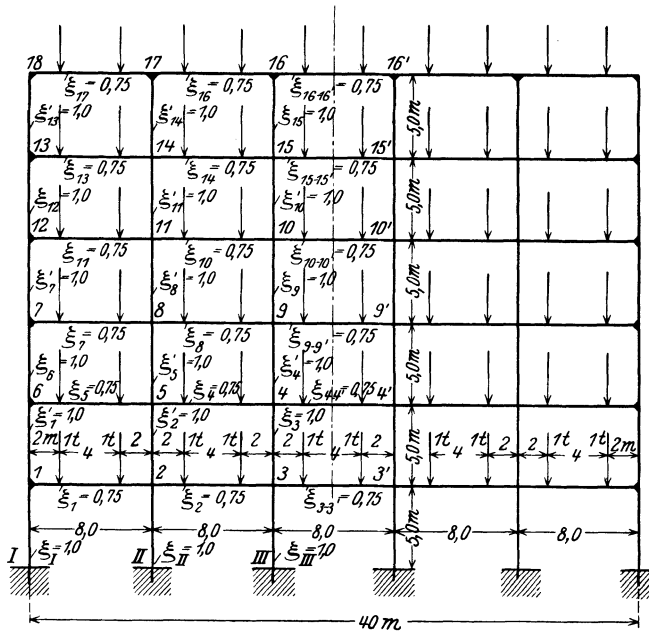 18 17 16 16'
ξ₁₇ = 0,75 ξ₁₆ = 0,75 ξ₁₆₋₁₆' = 0,75
ξ'₁₃ = 1,0 ξ'₁₄ = 1,0 ξ₁₅ = 1,0 5,0m
13 14 15 15'
ξ₁₃ = 0,75 ξ₁₄ = 0,75 ξ₁₅₋₁₅' = 0,75
ξ₁₂ = 1,0 ξ'₁₁ = 1,0 ξ'₁₀ = 1,0 5,0m
12 11 10 10'
ξ₁₁ = 0,75 ξ₁₀ = 0,75 ξ₁₀₋₁₀' = 0,75
ξ'₇ = 1,0 ξ'₈ = 1,0 ξ₉ = 1,0 5,0m
7 8 9 9'
ξ₇ = 0,75 ξ₈ = 0,75 ξ₉₋₉' = 0,75
ξ₆ = 1,0 ξ'₅ = 1,0 ξ'₄ = 1,0 5,0m
6 ξ₅ = 0,75 5 ξ₄ = 0,75 4 ξ₄₄ = 0,75 4'
ξ'₁ = 1,0 ξ'₂ = 1,0 ξ₃ = 1,0 5,0m
2m 1t 4 1t 2 2 1t 4 1t 2 2 1t 4 1t 2 1t 4 1t 2 2 1t 4 1t 2m
1 2 3 3'
ξ₁ = 0,75 ξ₂ = 0,75 ξ₃₋₃ = 0,75
8,0 8,0 8,0 8,0 8,0 5,0m
I ξ_I = 1,0 II ξ_II = 1,0 III ξ_III = 1,0
40 m